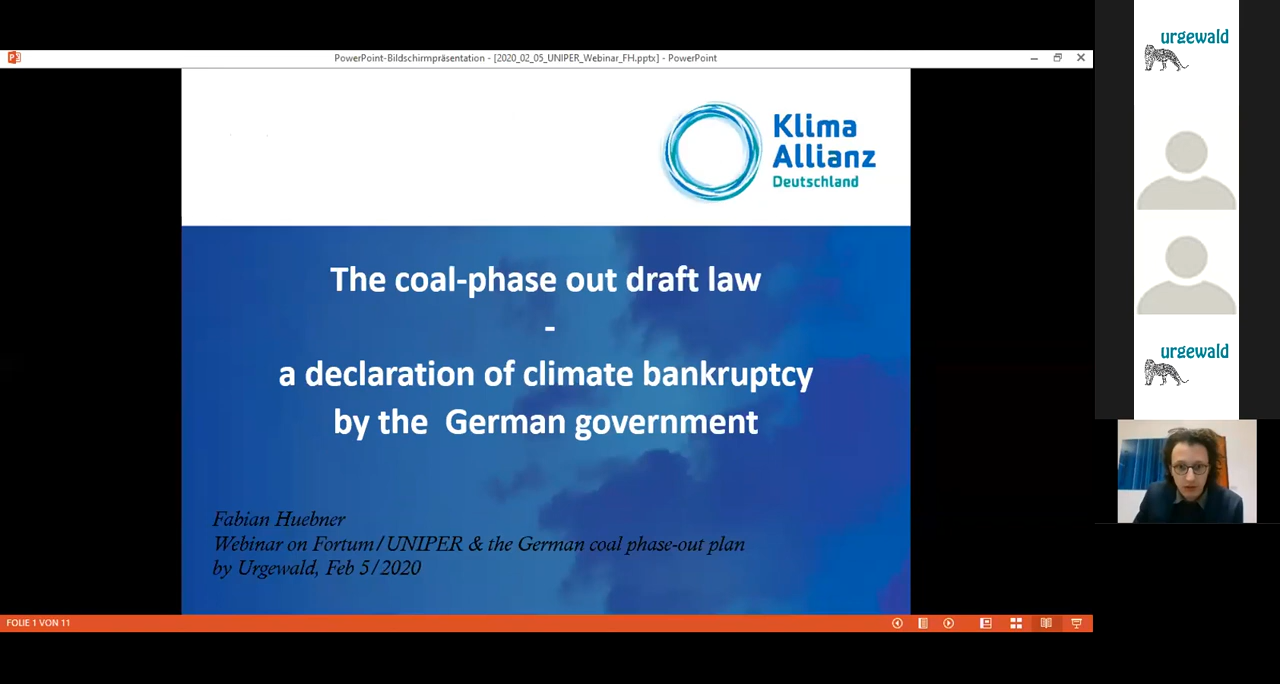 PowerPoint-Bildschirmpräsentation - [2020_02_05_UNIPER_Webinar_FH.pptx] - PowerPoint
Klima
Allianz
Deutschland
The coal-phase out draft law
-
a declaration of climate bankruptcy
by the German government
Fabian Huebner
Webinar on Fortum/UNIPER & the German coal phase-out plan
by Urgewald, Feb 5/2020
FOLIE 1 VON 11
urgewald
urgewald